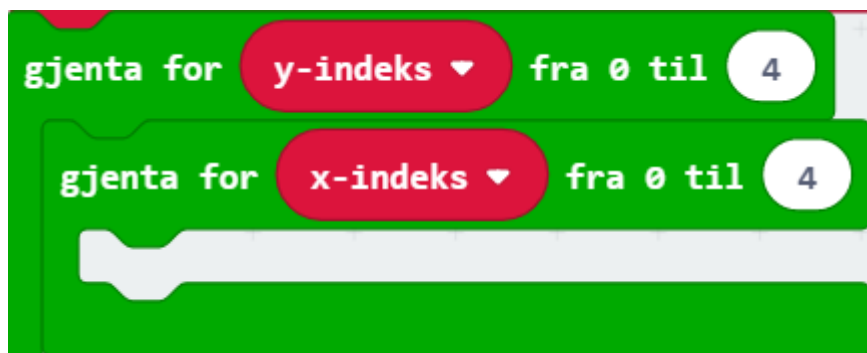 gjenta for y-indeks fra 0 til 4
gjenta for x-indeks fra 0 til 4